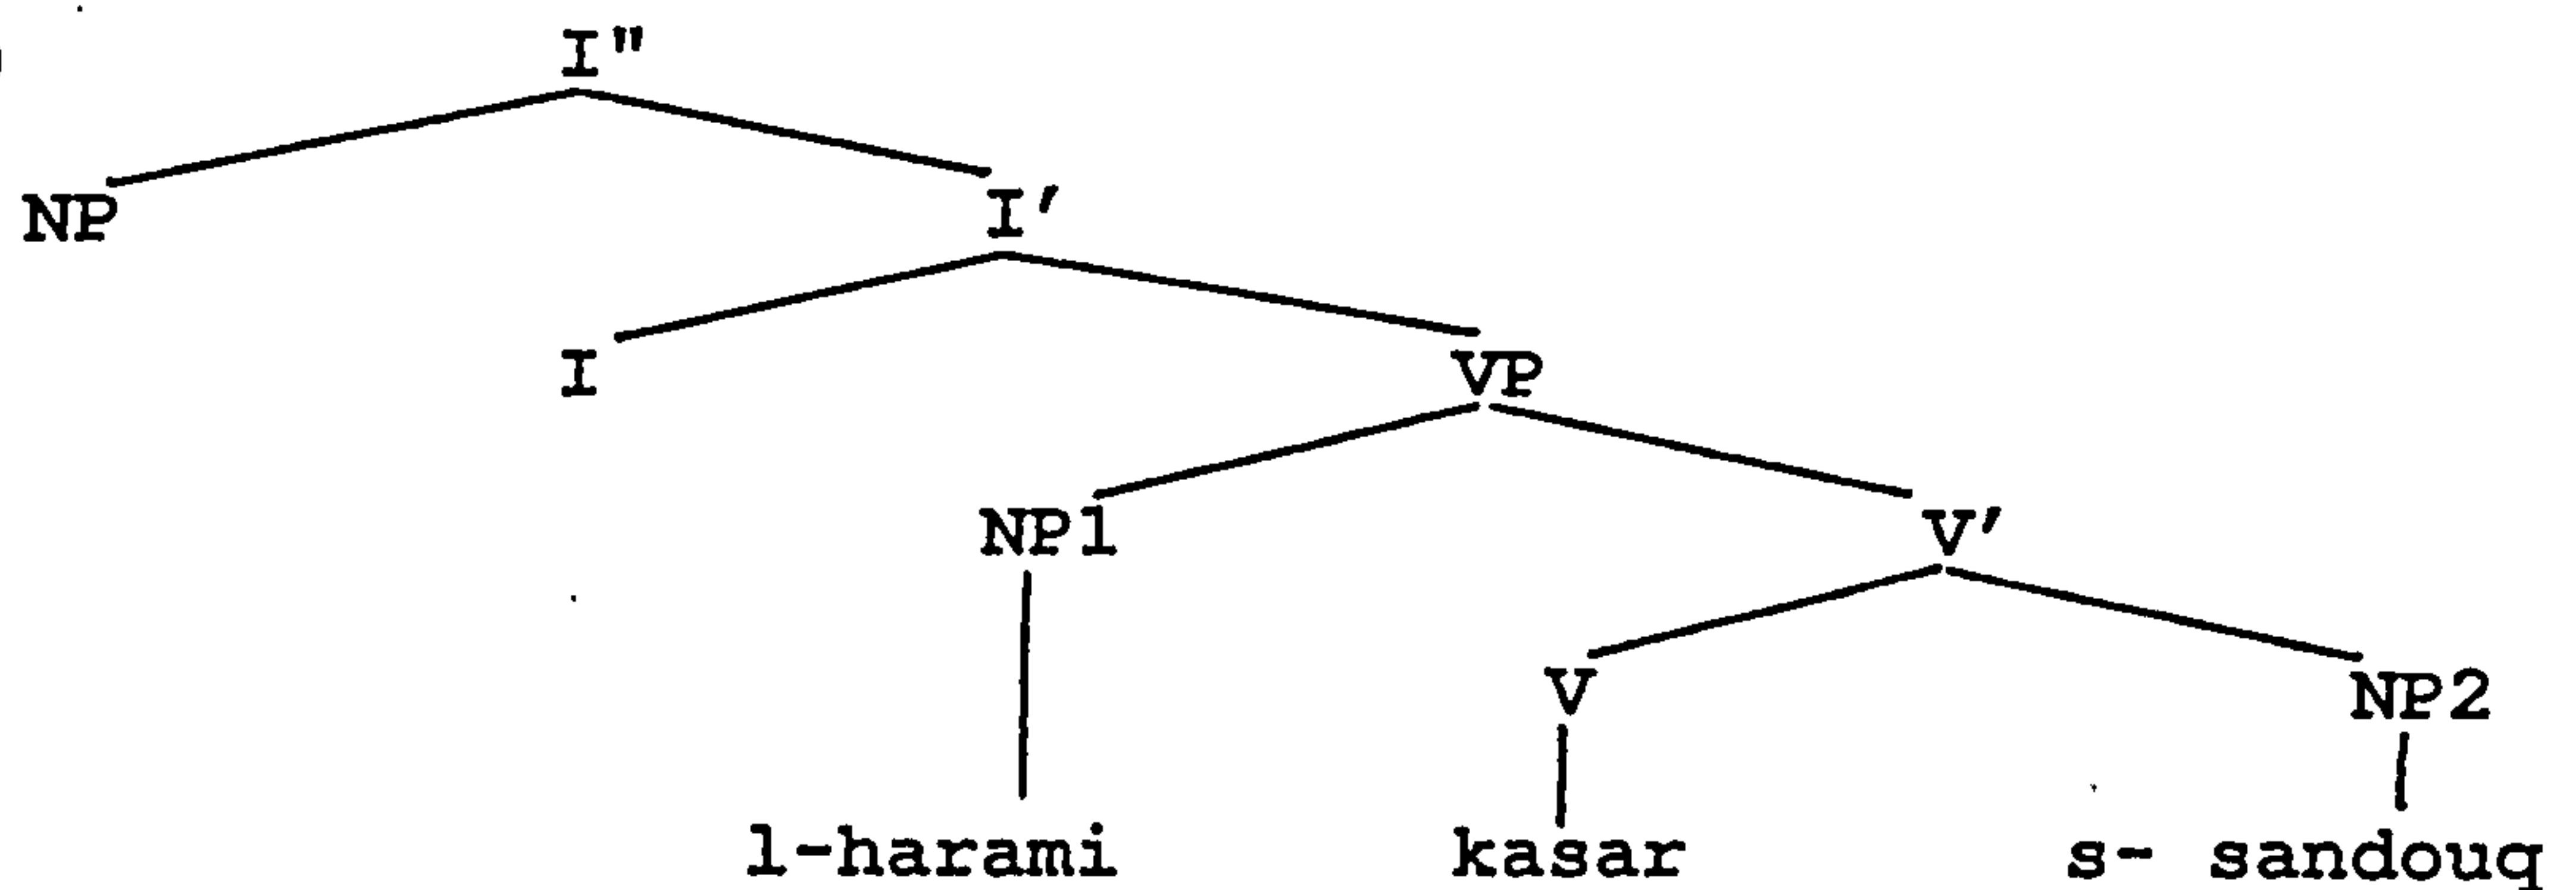 I"
NP I'
I VP
NP1 V'
V NP2
l-harami kasar s- sandouq